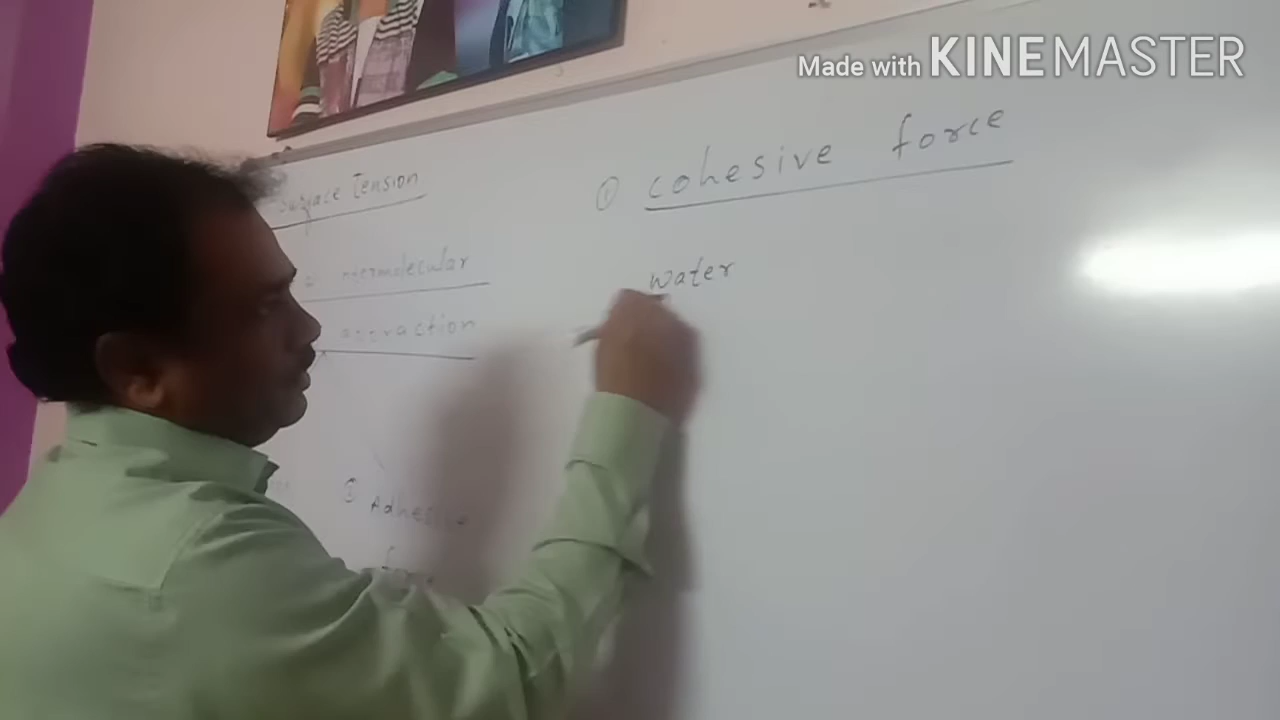 Made with KINEMASTER
Surface Tension
intermolecular
attraction
Adhesive
① cohesive force
water